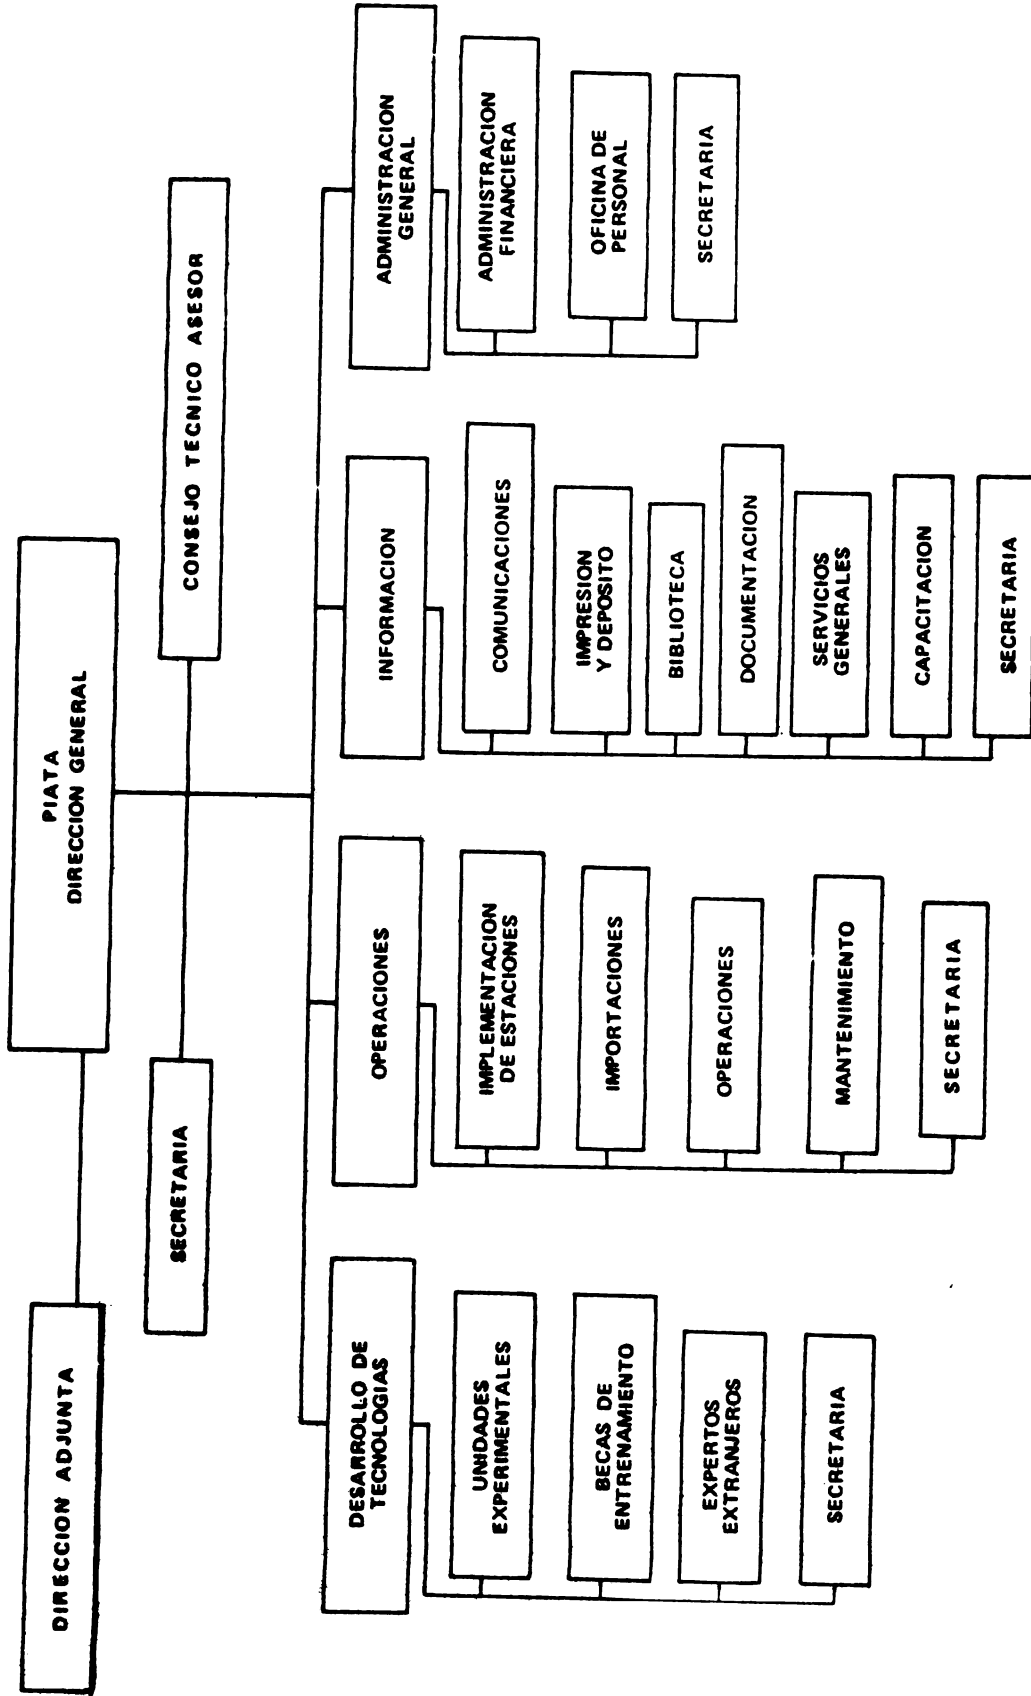 PIATA
DIRECCION GENERAL
DIRECCION ADJUNTA
SECRETARIA
CONSEJO TECNICO ASESOR
DESARROLLO DE
TECNOLOGIAS
UNIDADES
EXPERIMENTALES
BECAS DE
ENTRENAMIENTO
EXPERTOS
EXTRANJEROS
SECRETARIA
OPERACIONES
IMPLEMENTACION
DE ESTACIONES
IMPORTACIONES
OPERACIONES
MANTENIMIENTO
SECRETARIA
INFORMACION
COMUNICACIONES
IMPRESION
Y DEPOSITO
BIBLIOTECA
DOCUMENTACION
SERVICIOS
GENERALES
CAPACITACION
SECRETARIA
ADMINISTRACION
GENERAL
ADMINISTRACION
FINANCIERA
OFICINA DE
PERSONAL
SECRETARIA